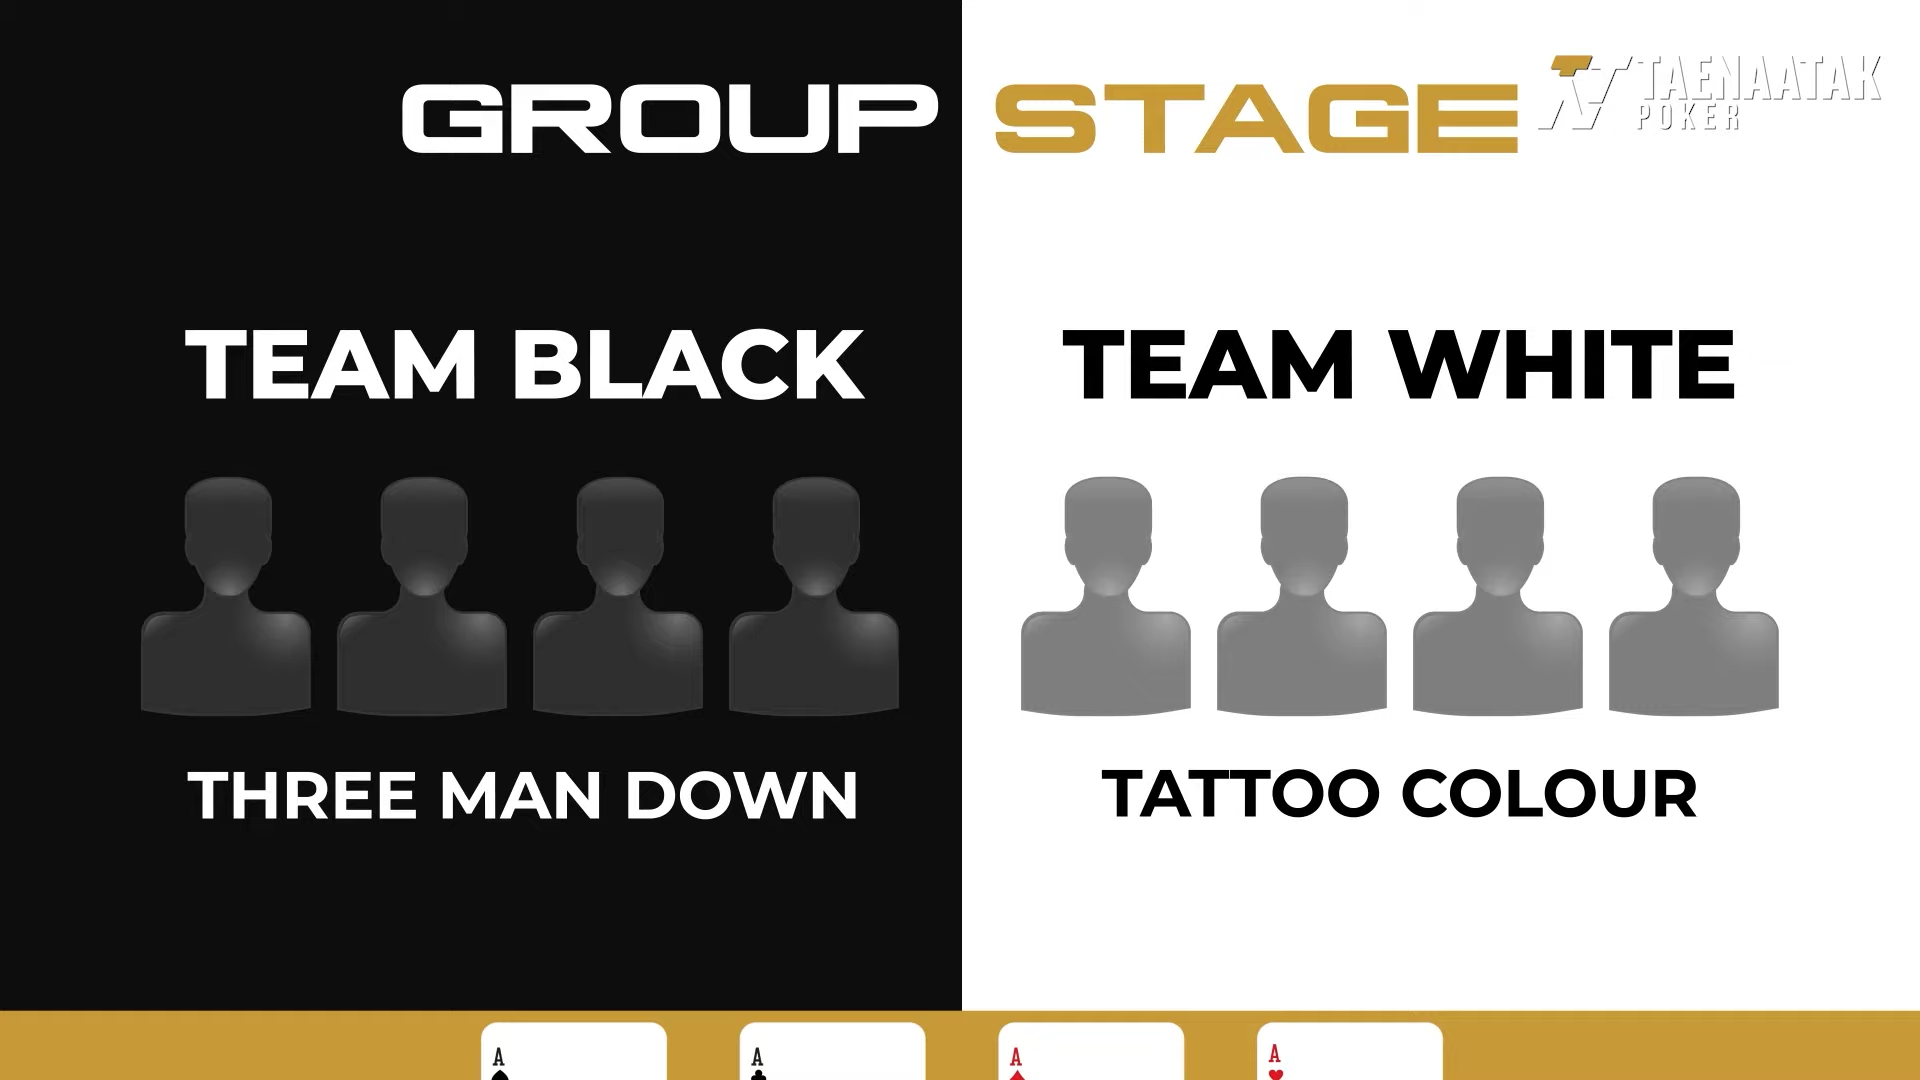 GROUP STAGE
TAENAATAK
POKER
TEAM BLACK
TEAM WHITE
THREE MAN DOWN
TATTOO COLOUR
A
A
A
A